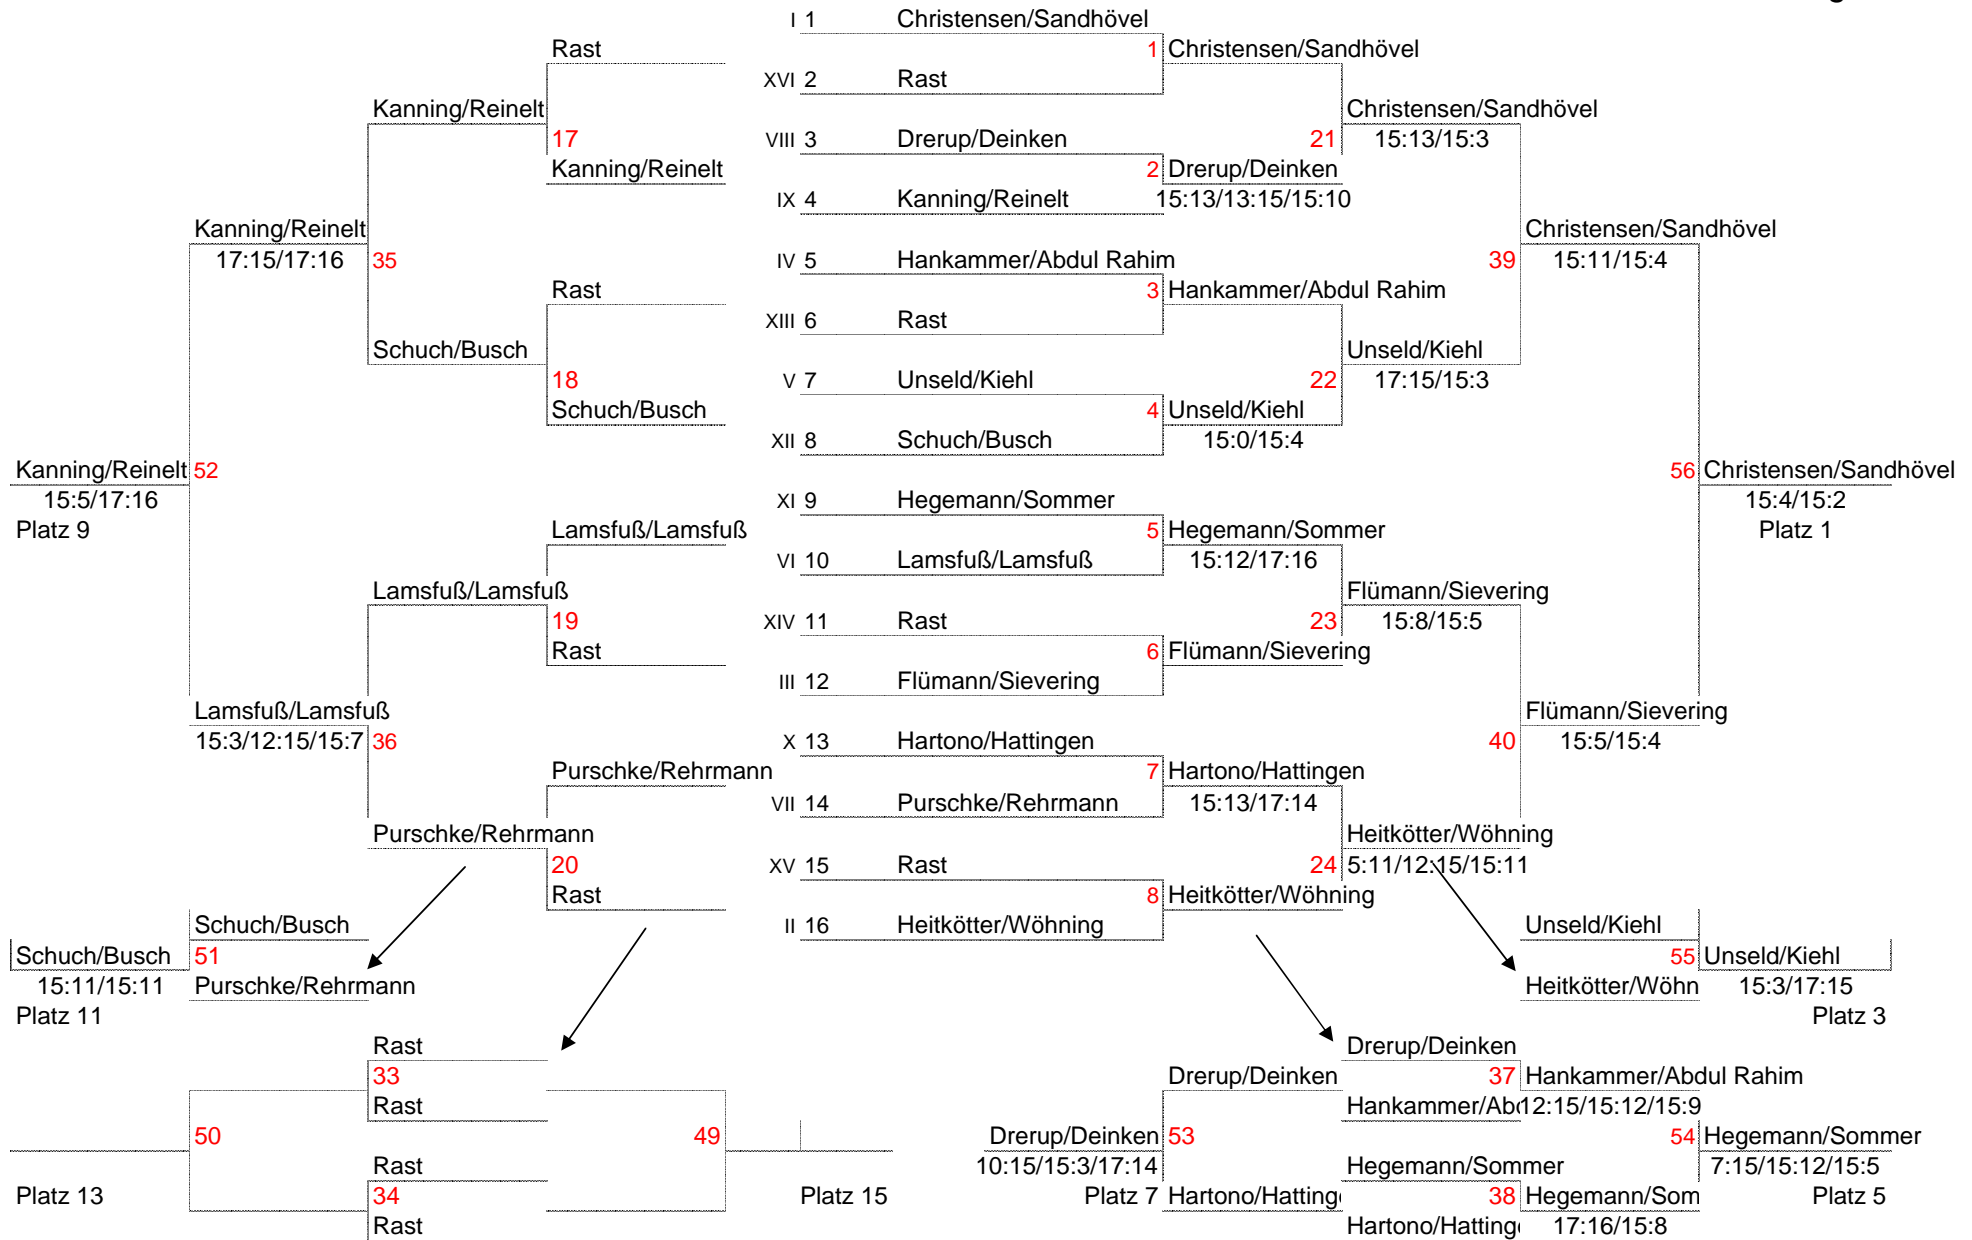 I 1 Christensen/Sandhövel
Rast 1 Christensen/Sandhövel
XVI 2 Rast
Kanning/Reinelt Christensen/Sandhövel
17 VIII 3 Drerup/Deinken 21 15:13/15:3
Kanning/Reinelt 2 Drerup/Deinken
IX 4 Kanning/Reinelt 15:13/13:15/15:10
Kanning/Reinelt Christensen/Sandhövel
17:15/17:16 35 IV 5 Hankammer/Abdul Rahim 39 15:11/15:4
Rast 3 Hankammer/Abdul Rahim
XIII 6 Rast
Schuch/Busch Unseld/Kiehl
18 V 7 Unseld/Kiehl 22 17:15/15:3
Schuch/Busch 4 Unseld/Kiehl
XII 8 Schuch/Busch 15:0/15:4
Kanning/Reinelt 52 56 Christensen/Sandhövel
15:5/17:16 XI 9 Hegemann/Sommer 15:4/15:2
Platz 9 Lamsfuß/Lamsfuß 5 Hegemann/Sommer Platz 1
VI 10 Lamsfuß/Lamsfuß 15:12/17:16
Lamsfuß/Lamsfuß Flümann/Sievering
19 XIV 11 Rast 23 15:8/15:5
Rast 6 Flümann/Sievering
III 12 Flümann/Sievering
Lamsfuß/Lamsfuß Flümann/Sievering
15:3/12:15/15:7 36 X 13 Hartono/Hattingen 40 15:5/15:4
Purschke/Rehrmann 7 Hartono/Hattingen
VII 14 Purschke/Rehrmann 15:13/17:14
Purschke/Rehrmann Heitkötter/Wöhning
20 XV 15 Rast 24 5:11/12:15/15:11
Rast 8 Heitkötter/Wöhning
Schuch/Busch II 16 Heitkötter/Wöhning Unseld/Kiehl
Schuch/Busch 51 55 Unseld/Kiehl
15:11/15:11 Purschke/Rehrmann Heitkötter/Wöhn 15:3/17:15
Platz 11 Platz 3
Rast Drerup/Deinken
33 Drerup/Deinken 37 Hankammer/Abdul Rahim
Rast Hankammer/Ab 12:15/15:12/15:9
50 49 Drerup/Deinken 53 54 Hegemann/Sommer
Rast 10:15/15:3/17:14 Hegemann/Sommer 7:15/15:12/15:5
Platz 13 34 Platz 15 Platz 7 Hartono/Hatting 38 Hegemann/Som Platz 5
Rast Hartono/Hatting 17:16/15:8